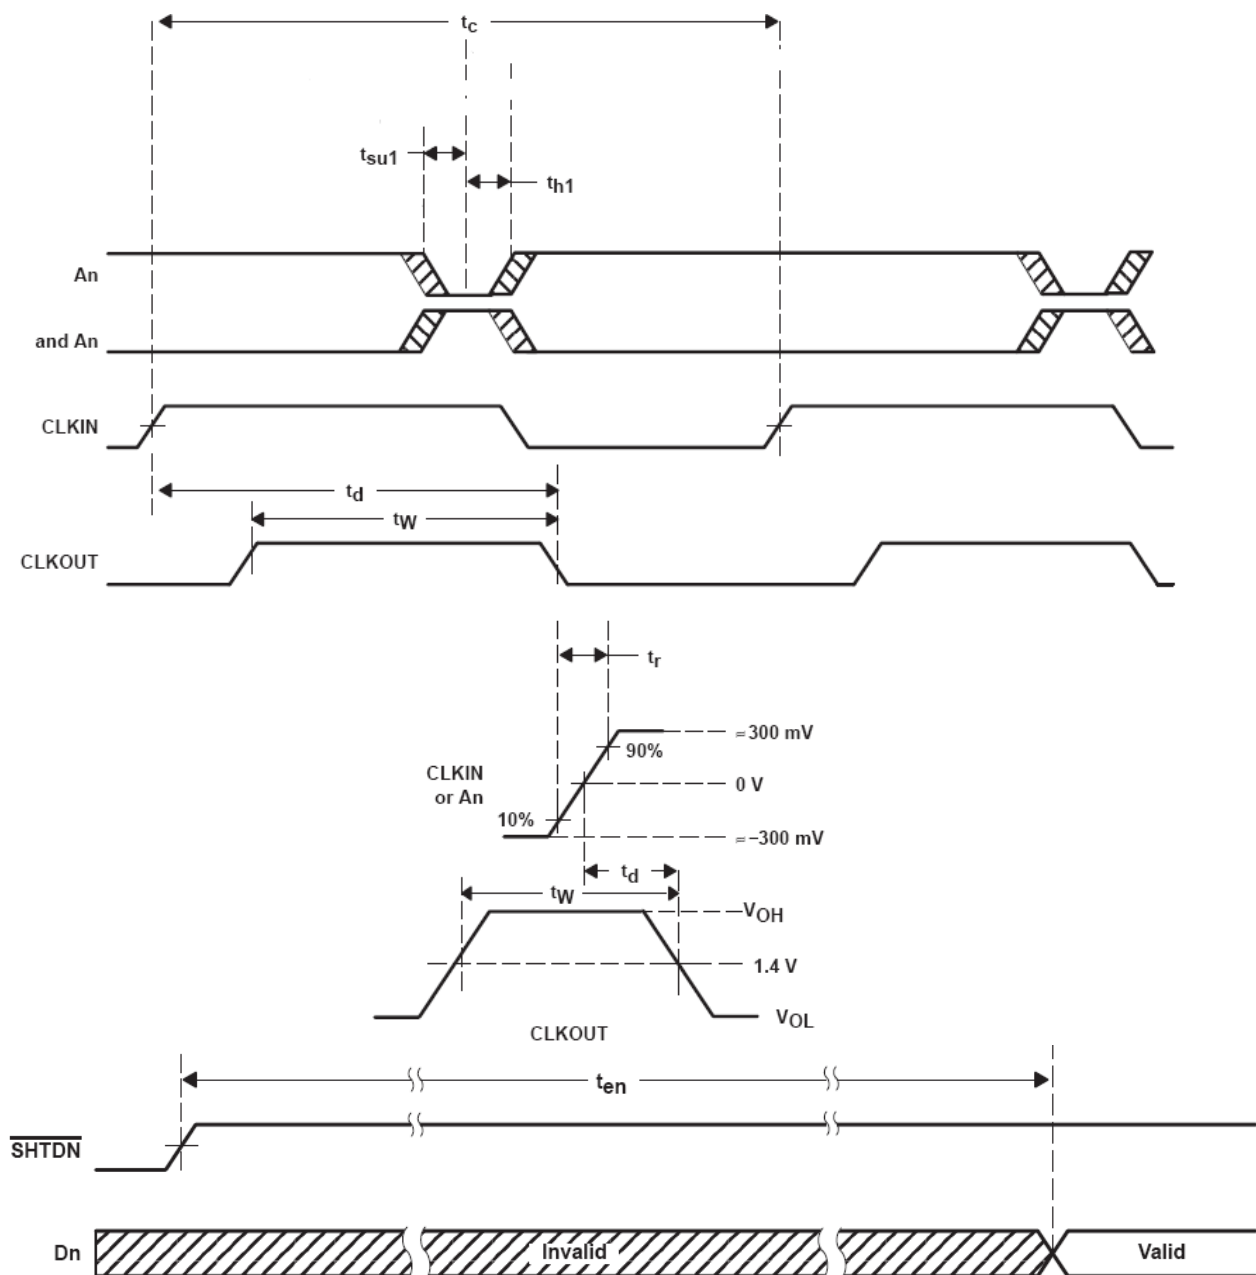 tc
tsu1
th1
An
and An
CLKIN
td
tW
CLKOUT
tr
≈300 mV
90%
CLKIN
or An
0 V
10%
≈–300 mV
td
tW
VOH
1.4 V
VOL
CLKOUT
ten
SHTDN
Dn
Invalid
Valid